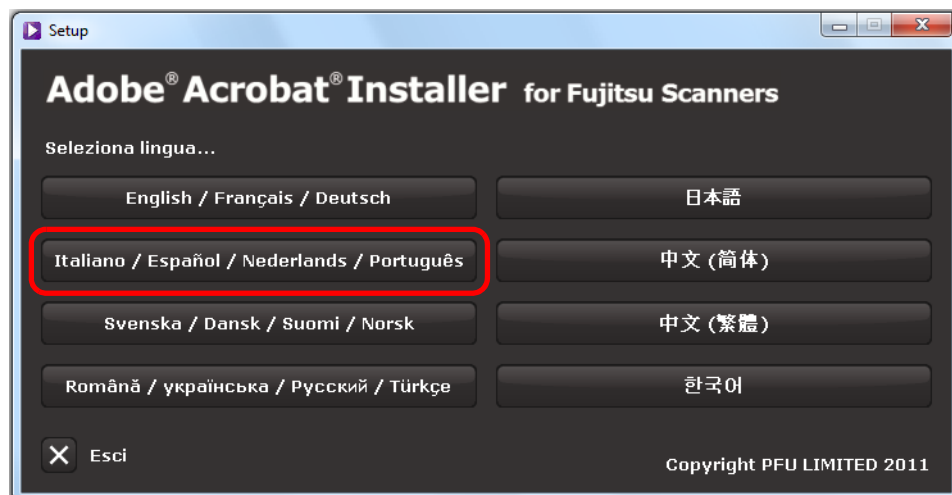 Setup
Adobe® Acrobat® Installer for Fujitsu Scanners
Seleziona lingua...
English / Français / Deutsch
日本語
Italiano / Español / Nederlands / Português
中文 (简体)
Svenska / Dansk / Suomi / Norsk
中文 (繁體)
Română / українська / Русский / Türkçe
한국어
Esci
Copyright PFU LIMITED 2011